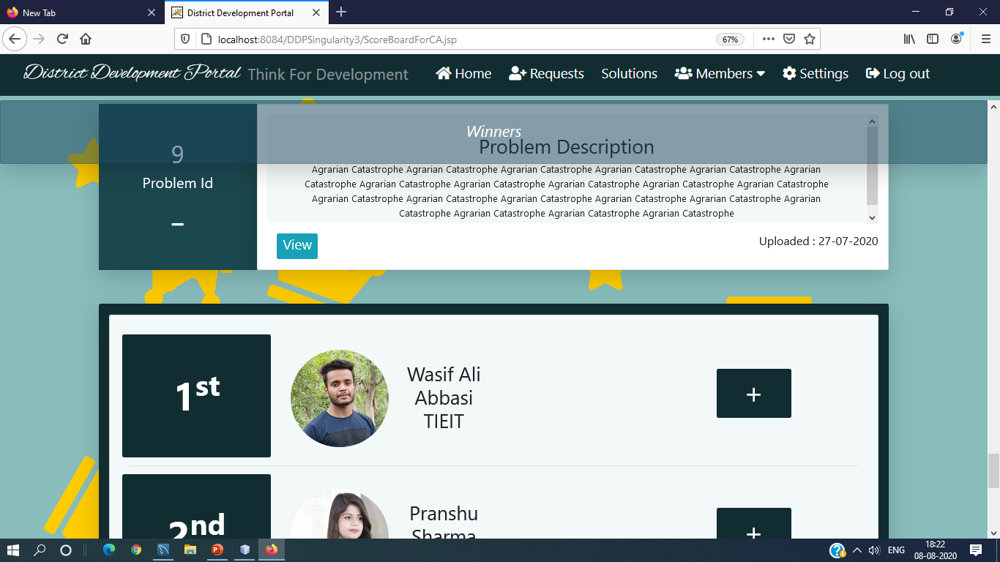 New Tab
District Development Portal
localhost:8084/DDPSingularity3/ScoreBoardForCA.jsp
67%
District Development Portal Think For Development
Home
Requests
Solutions
Members
Settings
Log out
Winners
9
Problem Id
–
Problem Description
Agrarian Catastrophe Agrarian Catastrophe Agrarian Catastrophe Agrarian Catastrophe Agrarian Catastrophe Agrarian
Catastrophe Agrarian Catastrophe Agrarian Catastrophe Agrarian Catastrophe Agrarian Catastrophe Agrarian Catastrophe
Agrarian Catastrophe Agrarian Catastrophe Agrarian Catastrophe Agrarian Catastrophe Agrarian Catastrophe Agrarian
Catastrophe Agrarian Catastrophe Agrarian Catastrophe Agrarian Catastrophe
View
Uploaded : 27-07-2020
1st
Wasif Ali
Abbasi
TIEIT
+
2nd
Pranshu
Sharma
+
ENG
18:22
08-08-2020